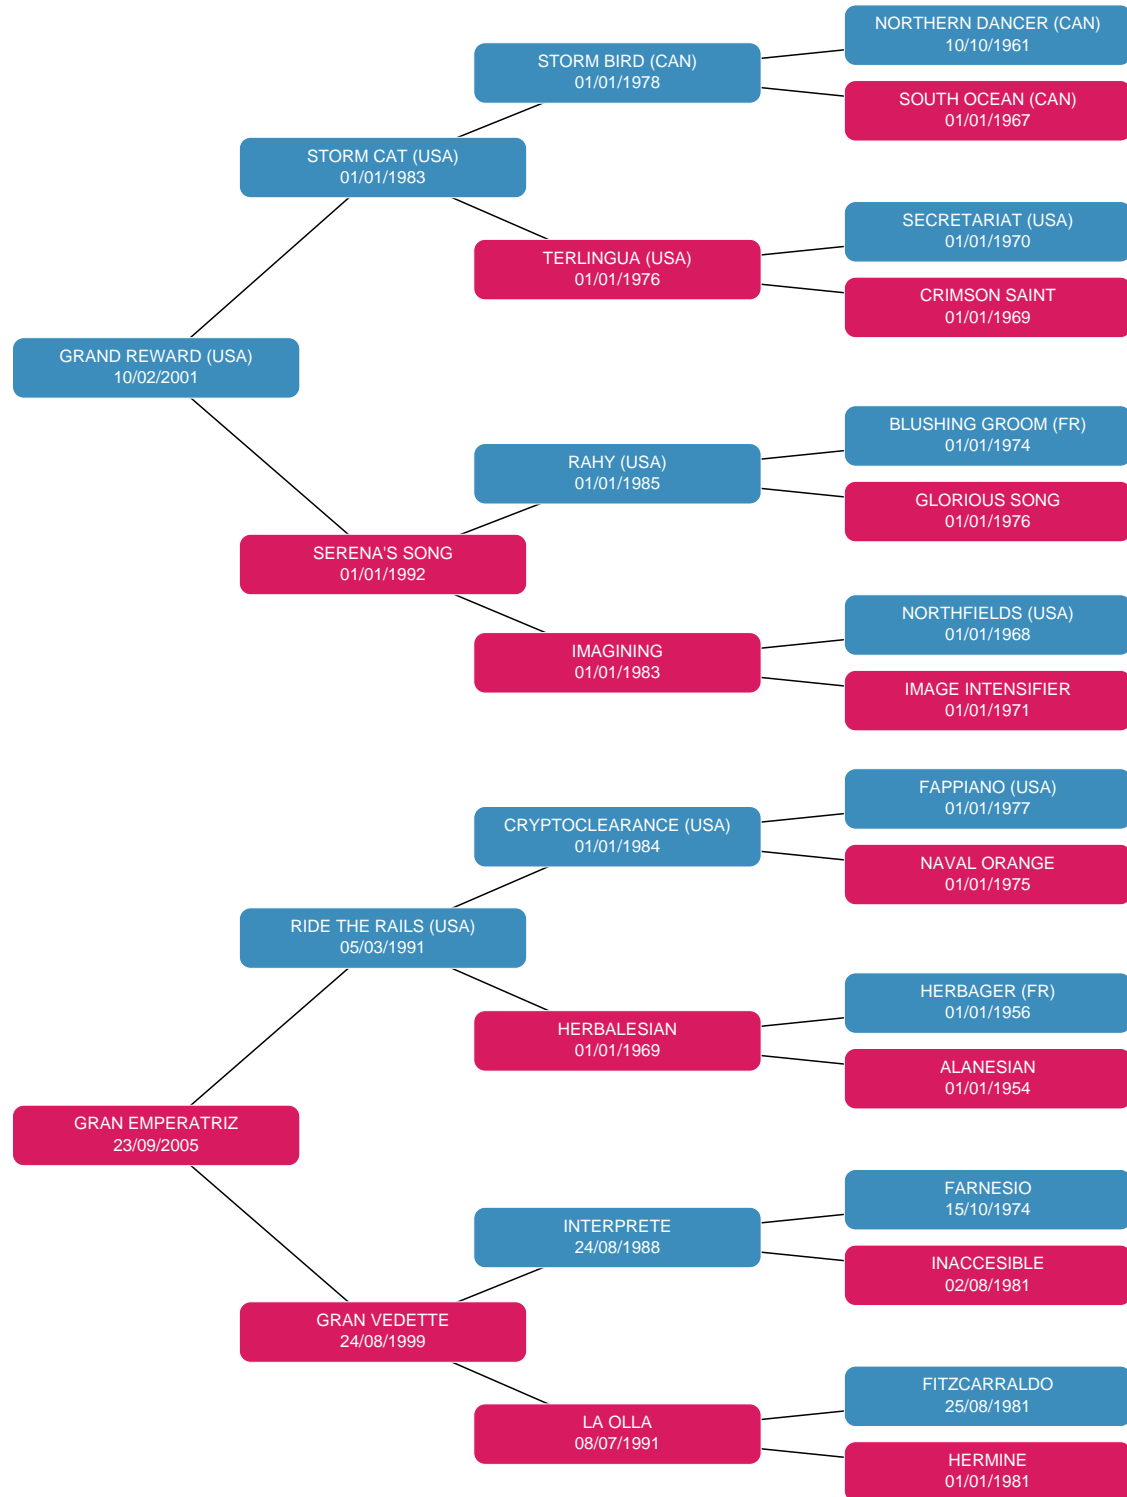 NORTHERN DANCER (CAN)
10/10/1961
STORM BIRD (CAN)
01/01/1978
SOUTH OCEAN (CAN)
01/01/1967
STORM CAT (USA)
01/01/1983
SECRETARIAT (USA)
01/01/1970
TERLINGUA (USA)
01/01/1976
CRIMSON SAINT
01/01/1969
GRAND REWARD (USA)
10/02/2001
BLUSHING GROOM (FR)
01/01/1974
RAHY (USA)
01/01/1985
GLORIOUS SONG
01/01/1976
SERENA'S SONG
01/01/1992
NORTHFIELDS (USA)
01/01/1968
IMAGINING
01/01/1983
IMAGE INTENSIFIER
01/01/1971
FAPPIANO (USA)
01/01/1977
CRYPTOCLEARANCE (USA)
01/01/1984
NAVAL ORANGE
01/01/1975
RIDE THE RAILS (USA)
05/03/1991
HERBAGER (FR)
01/01/1956
HERBALESIAN
01/01/1969
ALANESIAN
01/01/1954
GRAN EMPERATRIZ
23/09/2005
FARNESIO
15/10/1974
INTERPRETE
24/08/1988
INACCESIBLE
02/08/1981
GRAN VEDETTE
24/08/1999
FITZCARRALDO
25/08/1981
LA OLLA
08/07/1991
HERMINE
01/01/1981